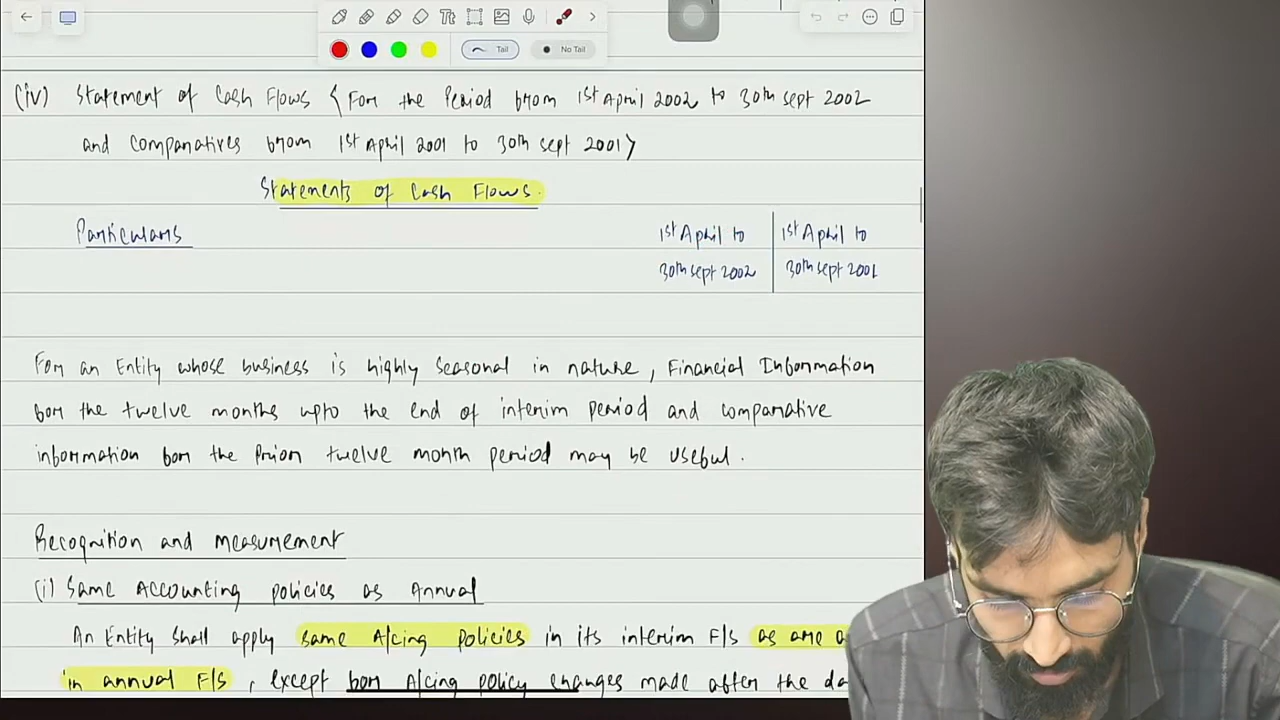 Tail
No Tail
(iv) Statement of Cash Flows {For the Period from 1st April 2002 to 30th Sept 2002
and comparatives from 1st April 2001 to 30th sept 2001}
Statements of Cash Flows.
Particulars
1st April to 30th sept 2002
1st April to 30th sept 2001
For an Entity whose business is highly seasonal in nature, Financial Information
for the twelve months upto the end of interim period and comparative
information for the Prior twelve month period may be useful.
Recognition and measurement
(i) Same Accounting policies as Annual
An Entity shall apply same A/cing policies in its interim F/s as are
in annual F/s, except for A/cing policy changes made after the